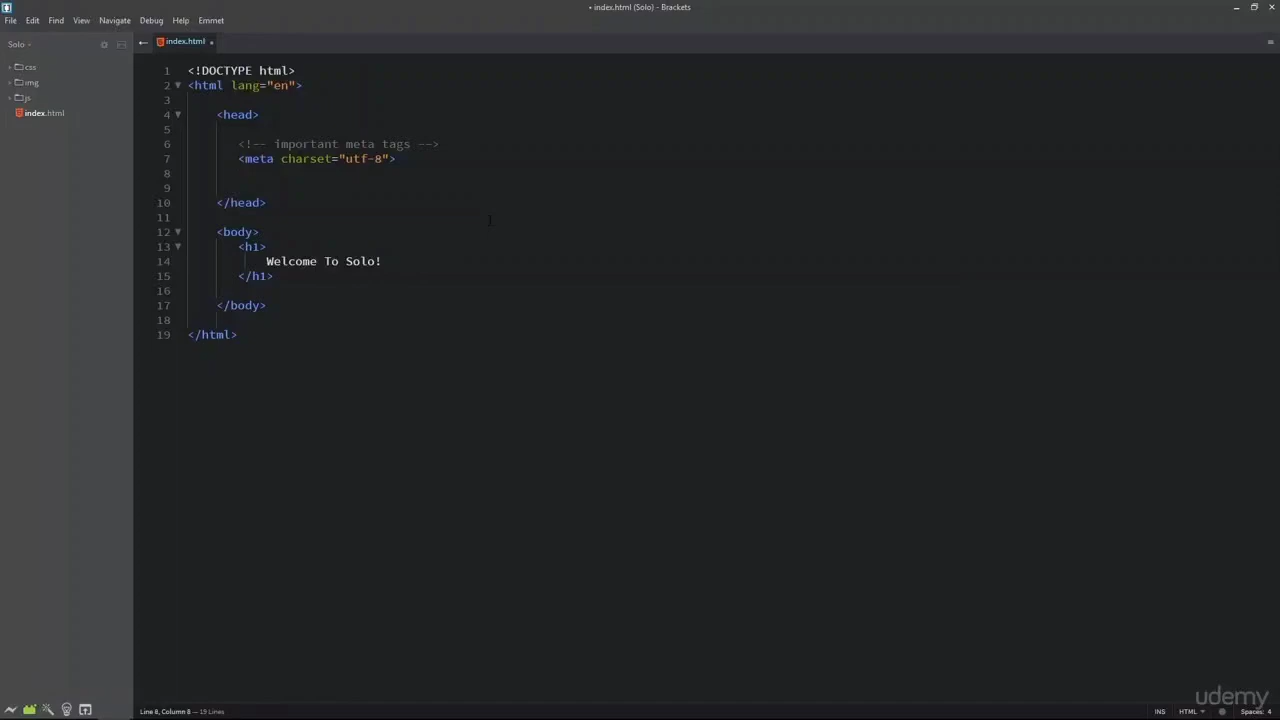 • index.html (Solo) - Brackets
File Edit Find View Navigate Debug Help Emmet
Solo
index.html •
css
img
js
index.html
1 <!DOCTYPE html>
2 <html lang="en">
3
4 <head>
5
6 <!-- important meta tags -->
7 <meta charset="utf-8">
8
9
10 </head>
11
12 <body>
13 <h1>
14 Welcome To Solo!
15 </h1>
16
17 </body>
18
19 </html>
udemy
Line 8, Column 8 — 19 Lines
INS HTML Spaces: 4